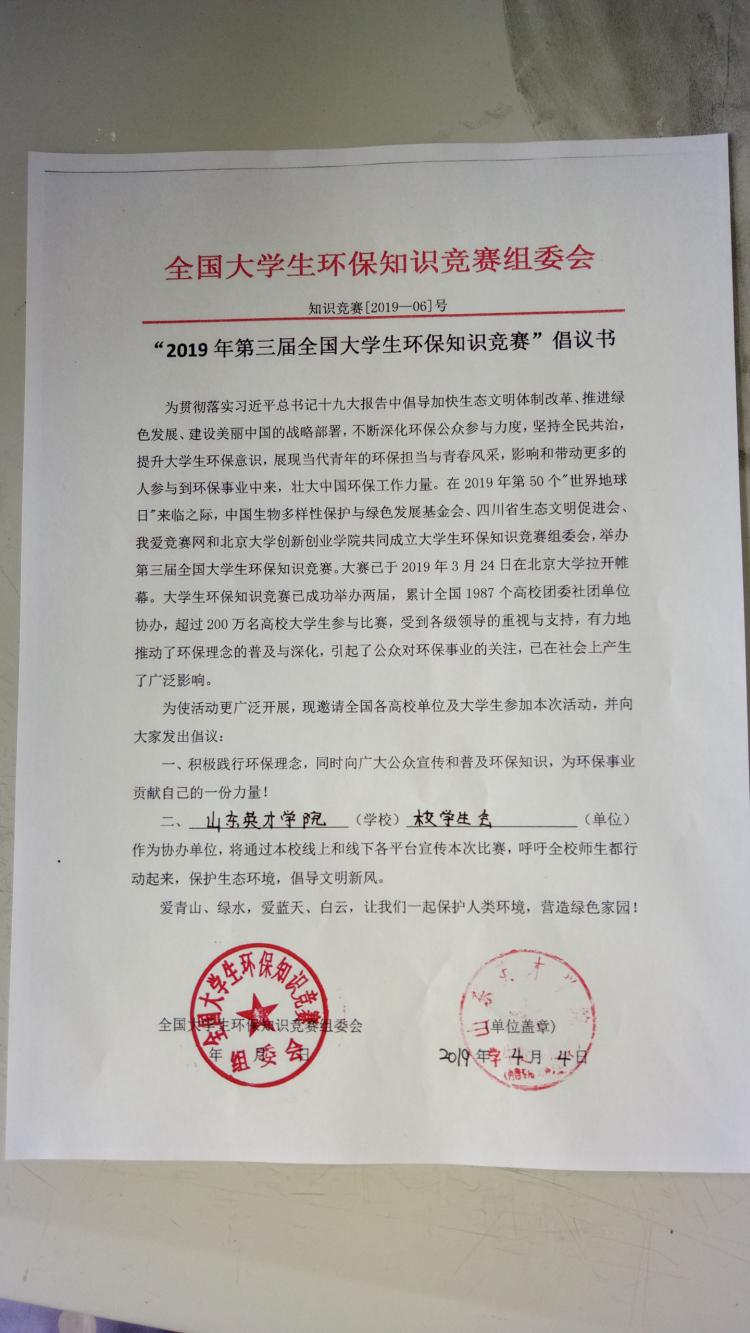 全国大学生环保知识竞赛组委会
知识竞赛[2019—06]号
“2019 年第三届全国大学生环保知识竞赛”倡议书
为贯彻落实习近平总书记十九大报告中倡导加快生态文明体制改革、推进绿
色发展、建设美丽中国的战略部署，不断深化环保公众参与力度，坚持全民共治，
提升大学生环保意识，展现当代青年的环保担当与青春风采，影响和带动更多的
人参与到环保事业中来，壮大中国环保工作力量。在 2019 年第 50 个"世界地球
日"来临之际，中国生物多样性保护与绿色发展基金会、四川省生态文明促进会、
我爱竞赛网和北京大学创新创业学院共同成立大学生环保知识竞赛组委会，举办
第三届全国大学生环保知识竞赛。大赛已于 2019 年 3 月 24 日在北京大学拉开帷
幕。大学生环保知识竞赛已成功举办两届，累计全国 1987 个高校团委社团单位
协办，超过 200 万名高校大学生参与比赛，受到各级领导的重视与支持，有力地
推动了环保理念的普及与深化，引起了公众对环保事业的关注，已在社会上产生
了广泛影响。
为使活动更广泛开展，现邀请全国各高校单位及大学生参加本次活动，并向
大家发出倡议：
一、积极践行环保理念，同时向广大公众宣传和普及环保知识，为环保事业
贡献自己的一份力量！
二、山东英才学院（学校）校学生会（单位）
作为协办单位，将通过本校线上和线下各平台宣传本次比赛，呼吁全校师生都行
动起来，保护生态环境，倡导文明新风。
爱青山、绿水，爱蓝天、白云，让我们一起保护人类环境，营造绿色家园！
全国大学生环保知识竞赛
组委会
山东才学
全国大学生环保知识竞赛组委会 (单位盖章)
年 月 日 2019年 4月 4日